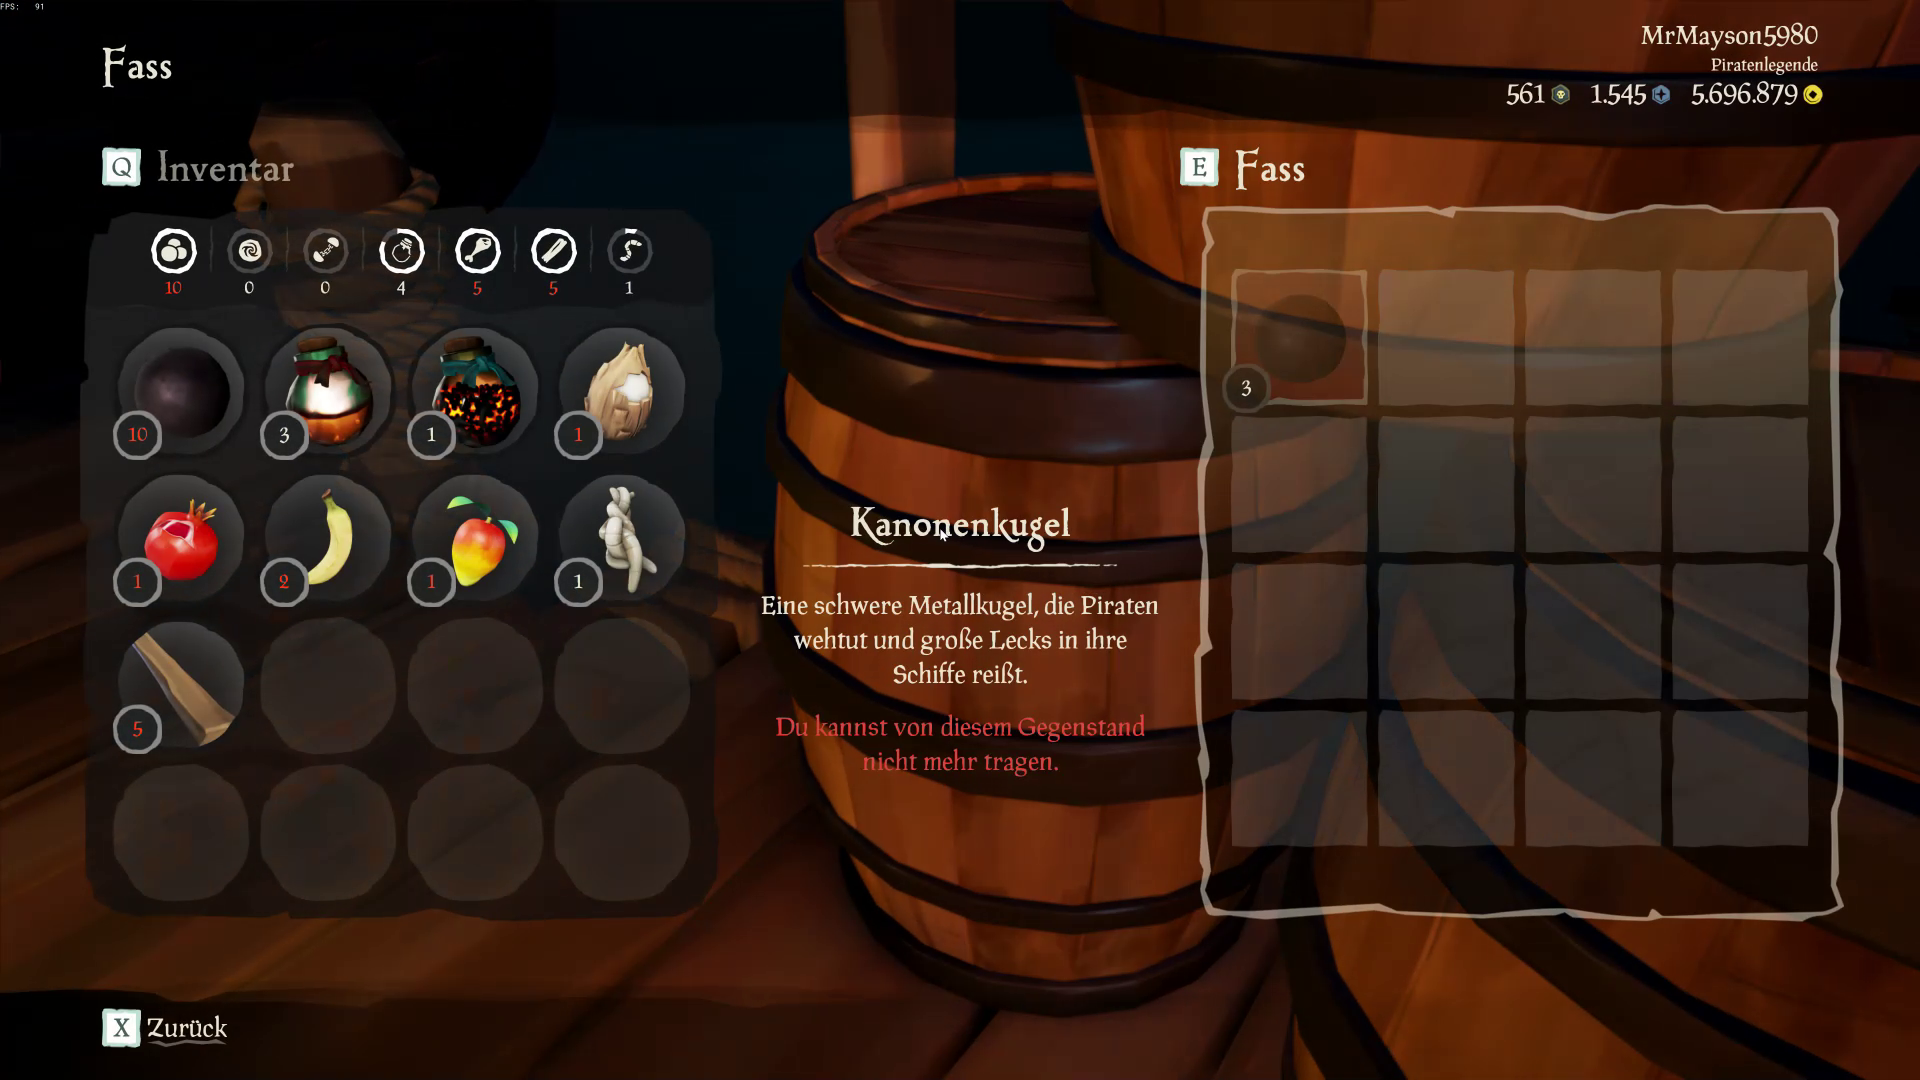 FPS: 91
Fass
MrMayson5980
Piratenlegende
561 1.545 5.696.879
Q Inventar
E Fass
10 0 0 4 5 5 1
10 3 1 1
3
1 2 1 1
5
Kanonenkugel
Eine schwere Metallkugel, die Piraten
wehtut und große Lecks in ihre
Schiffe reißt.
Du kannst von diesem Gegenstand
nicht mehr tragen.
X Zurück